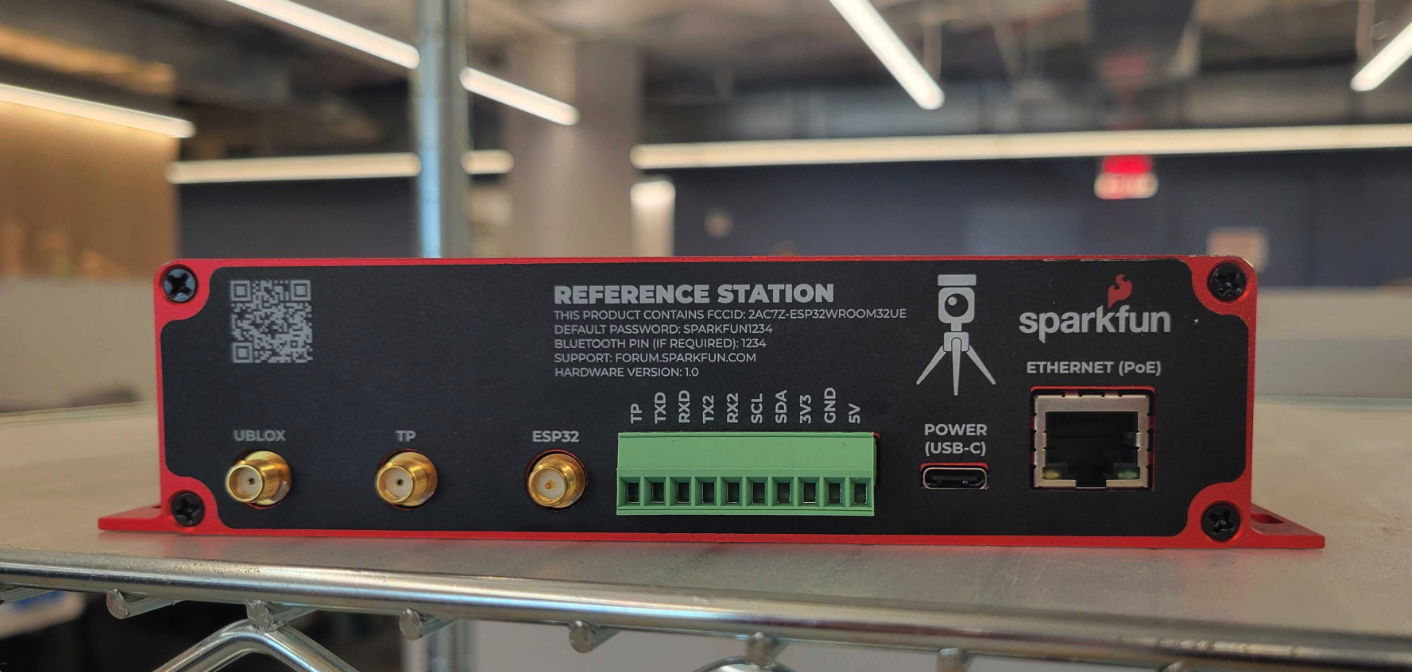 REFERENCE STATION
THIS PRODUCT CONTAINS FCCID: 2AC7Z-ESP32WROOM32UE
DEFAULT PASSWORD: SPARKFUN1234
BLUETOOTH PIN (IF REQUIRED): 1234
SUPPORT: FORUM.SPARKFUN.COM
HARDWARE VERSION: 1.0
sparkfun
ETHERNET (PoE)
TP
TXD
RXD
TX2
RX2
SCL
SDA
3V3
GND
5V
UBLOX
TP
ESP32
POWER
(USB-C)